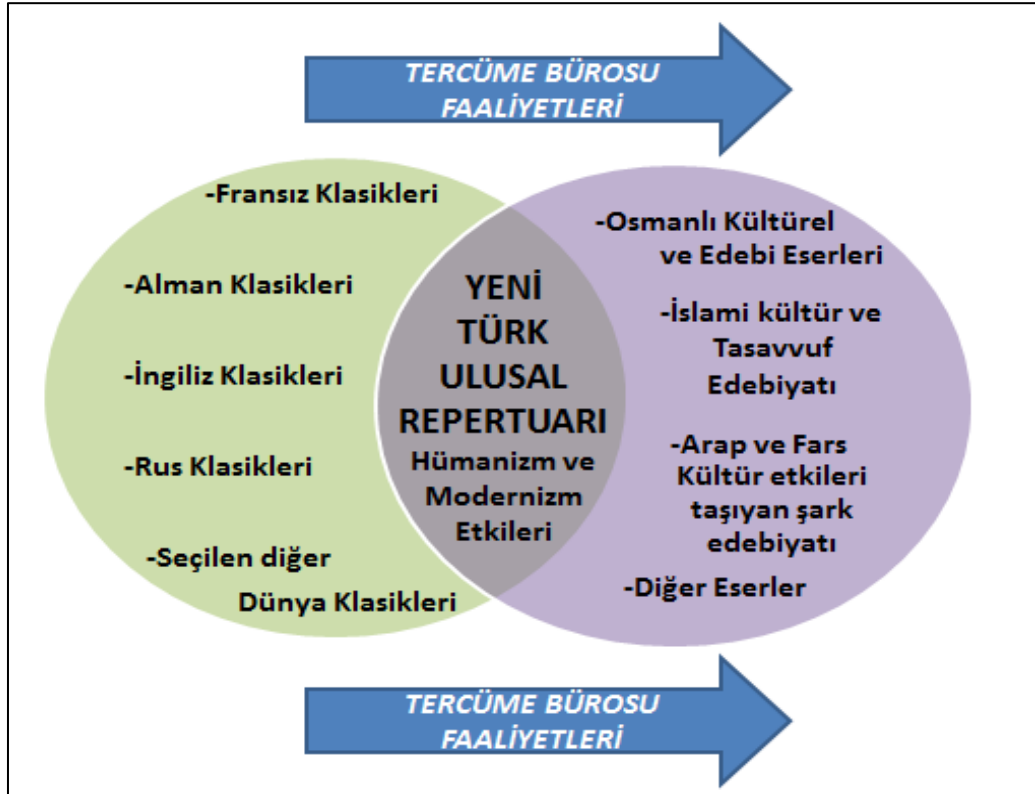 TERCÜME BÜROSU
FAALİYETLERİ
-Fransız Klasikleri
-Alman Klasikleri
-İngiliz Klasikleri
-Rus Klasikleri
-Seçilen diğer
Dünya Klasikleri
YENİ
TÜRK
ULUSAL
REPERTUARI
Hümanizm ve
Modernizm
Etkileri
-Osmanlı Kültürel
ve Edebi Eserleri
-İslami kültür ve
Tasavvuf
Edebiyatı
-Arap ve Fars
Kültür etkileri
taşıyan şark
edebiyatı
-Diğer Eserler
TERCÜME BÜROSU
FAALİYETLERİ